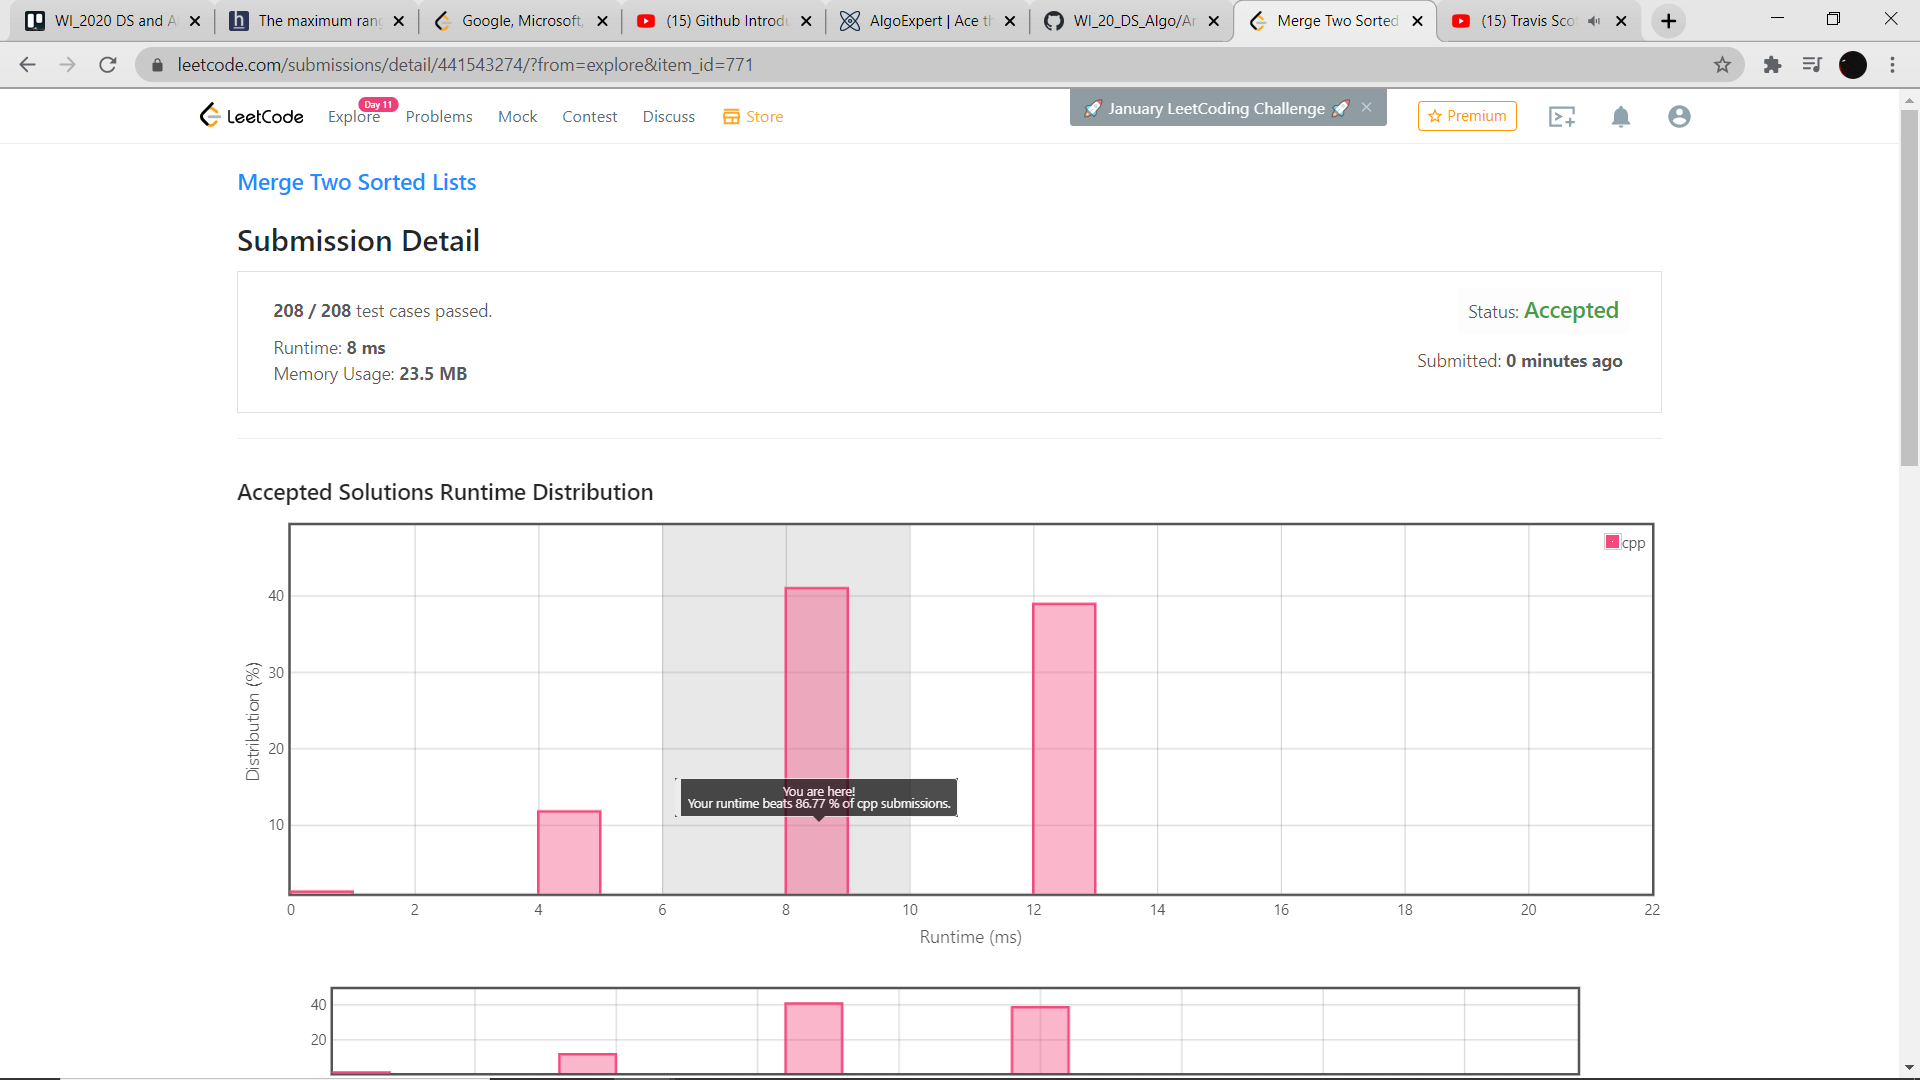 WI_2020 DS and A
The maximum ran
Google, Microsoft,
(15) Github Introdu
AlgoExpert | Ace th
WI_20_DS_Algo/Ar
Merge Two Sorted
(15) Travis Sco
leetcode.com/submissions/detail/441543274/?from=explore&item_id=771
LeetCode
Explore
Day 11
Problems
Mock
Contest
Discuss
Store
🚀 January LeetCoding Challenge 🚀
Premium
Merge Two Sorted Lists
Submission Detail
208 / 208 test cases passed.
Status: Accepted
Runtime: 8 ms
Submitted: 0 minutes ago
Memory Usage: 23.5 MB
Accepted Solutions Runtime Distribution
cpp
40
30
20
10
Distribution (%)
You are here!
Your runtime beats 86.77 % of cpp submissions.
0 2 4 6 8 10 12 14 16 18 20 22
Runtime (ms)
40
20